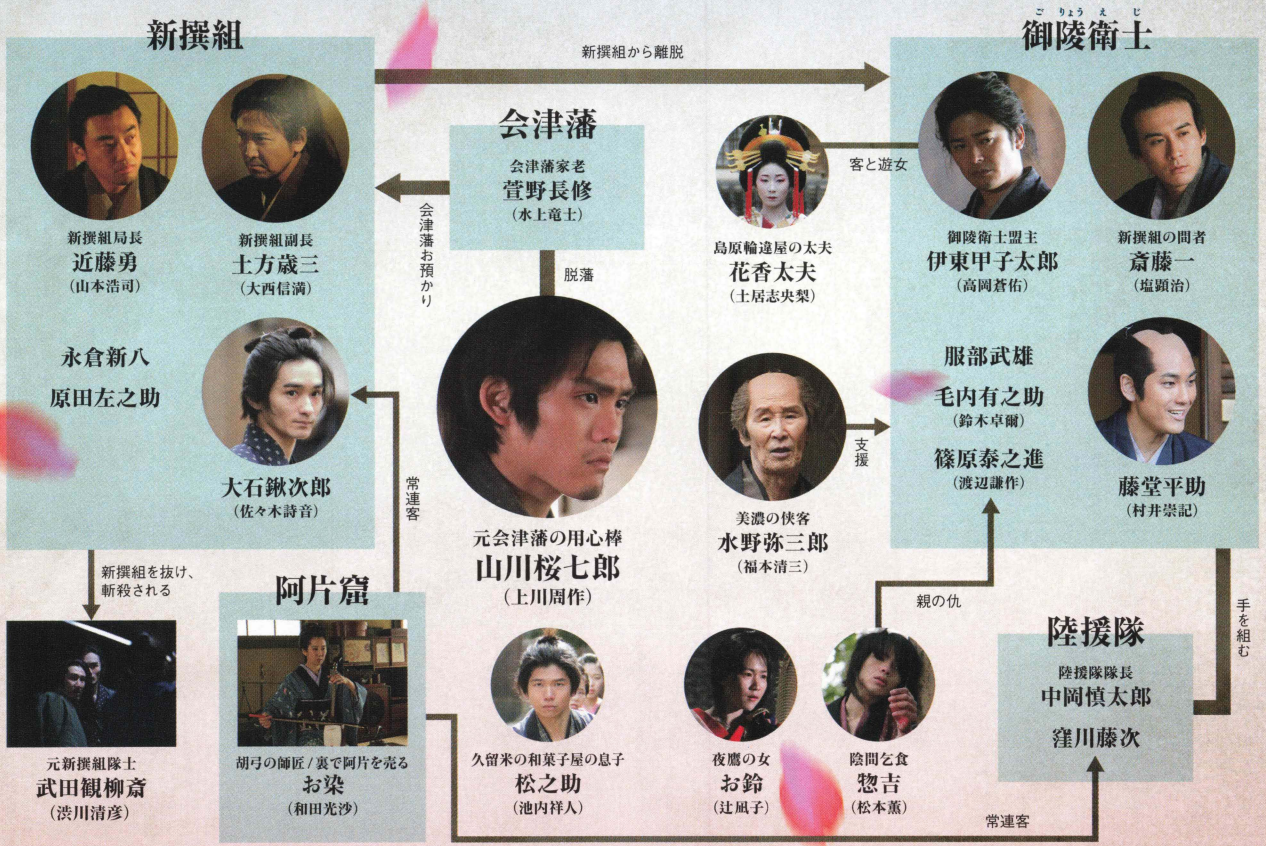 新撰組
新撰組局長
近藤勇
(山本浩司)
新撰組副長
土方歳三
(大西信満)
永倉新八
原田左之助
大石鍬次郎
(佐々木詩音)
新撰組から離脱
会津藩
会津藩家老
萱野長修
(水上竜士)
会津藩お預かり
脱藩
元会津藩の用心棒
山川桜七郎
(上川周作)
島原輪違屋の太夫
花香太夫
(土居志央梨)
客と遊女
ごりょうえじ
御陵衛士
御陵衛士盟主
伊東甲子太郎
(高岡蒼佑)
新撰組の間者
斎藤一
(塩顕治)
服部武雄
毛内有之助
(鈴木卓爾)
篠原泰之進
(渡辺謙作)
藤堂平助
(村井崇記)
美濃の侠客
水野弥三郎
(福本清三)
支援
常連客
新撰組を抜け、
斬殺される
元新撰組隊士
武田観柳斎
(渋川清彦)
阿片窟
胡弓の師匠/裏で阿片を売る
お染
(和田光沙)
久留米の和菓子屋の息子
松之助
(池内祥人)
夜鷹の女
お鈴
(辻凪子)
陰間乞食
惣吉
(松本薫)
親の仇
陸援隊
陸援隊隊長
中岡慎太郎
窪川藤次
手を組む
常連客